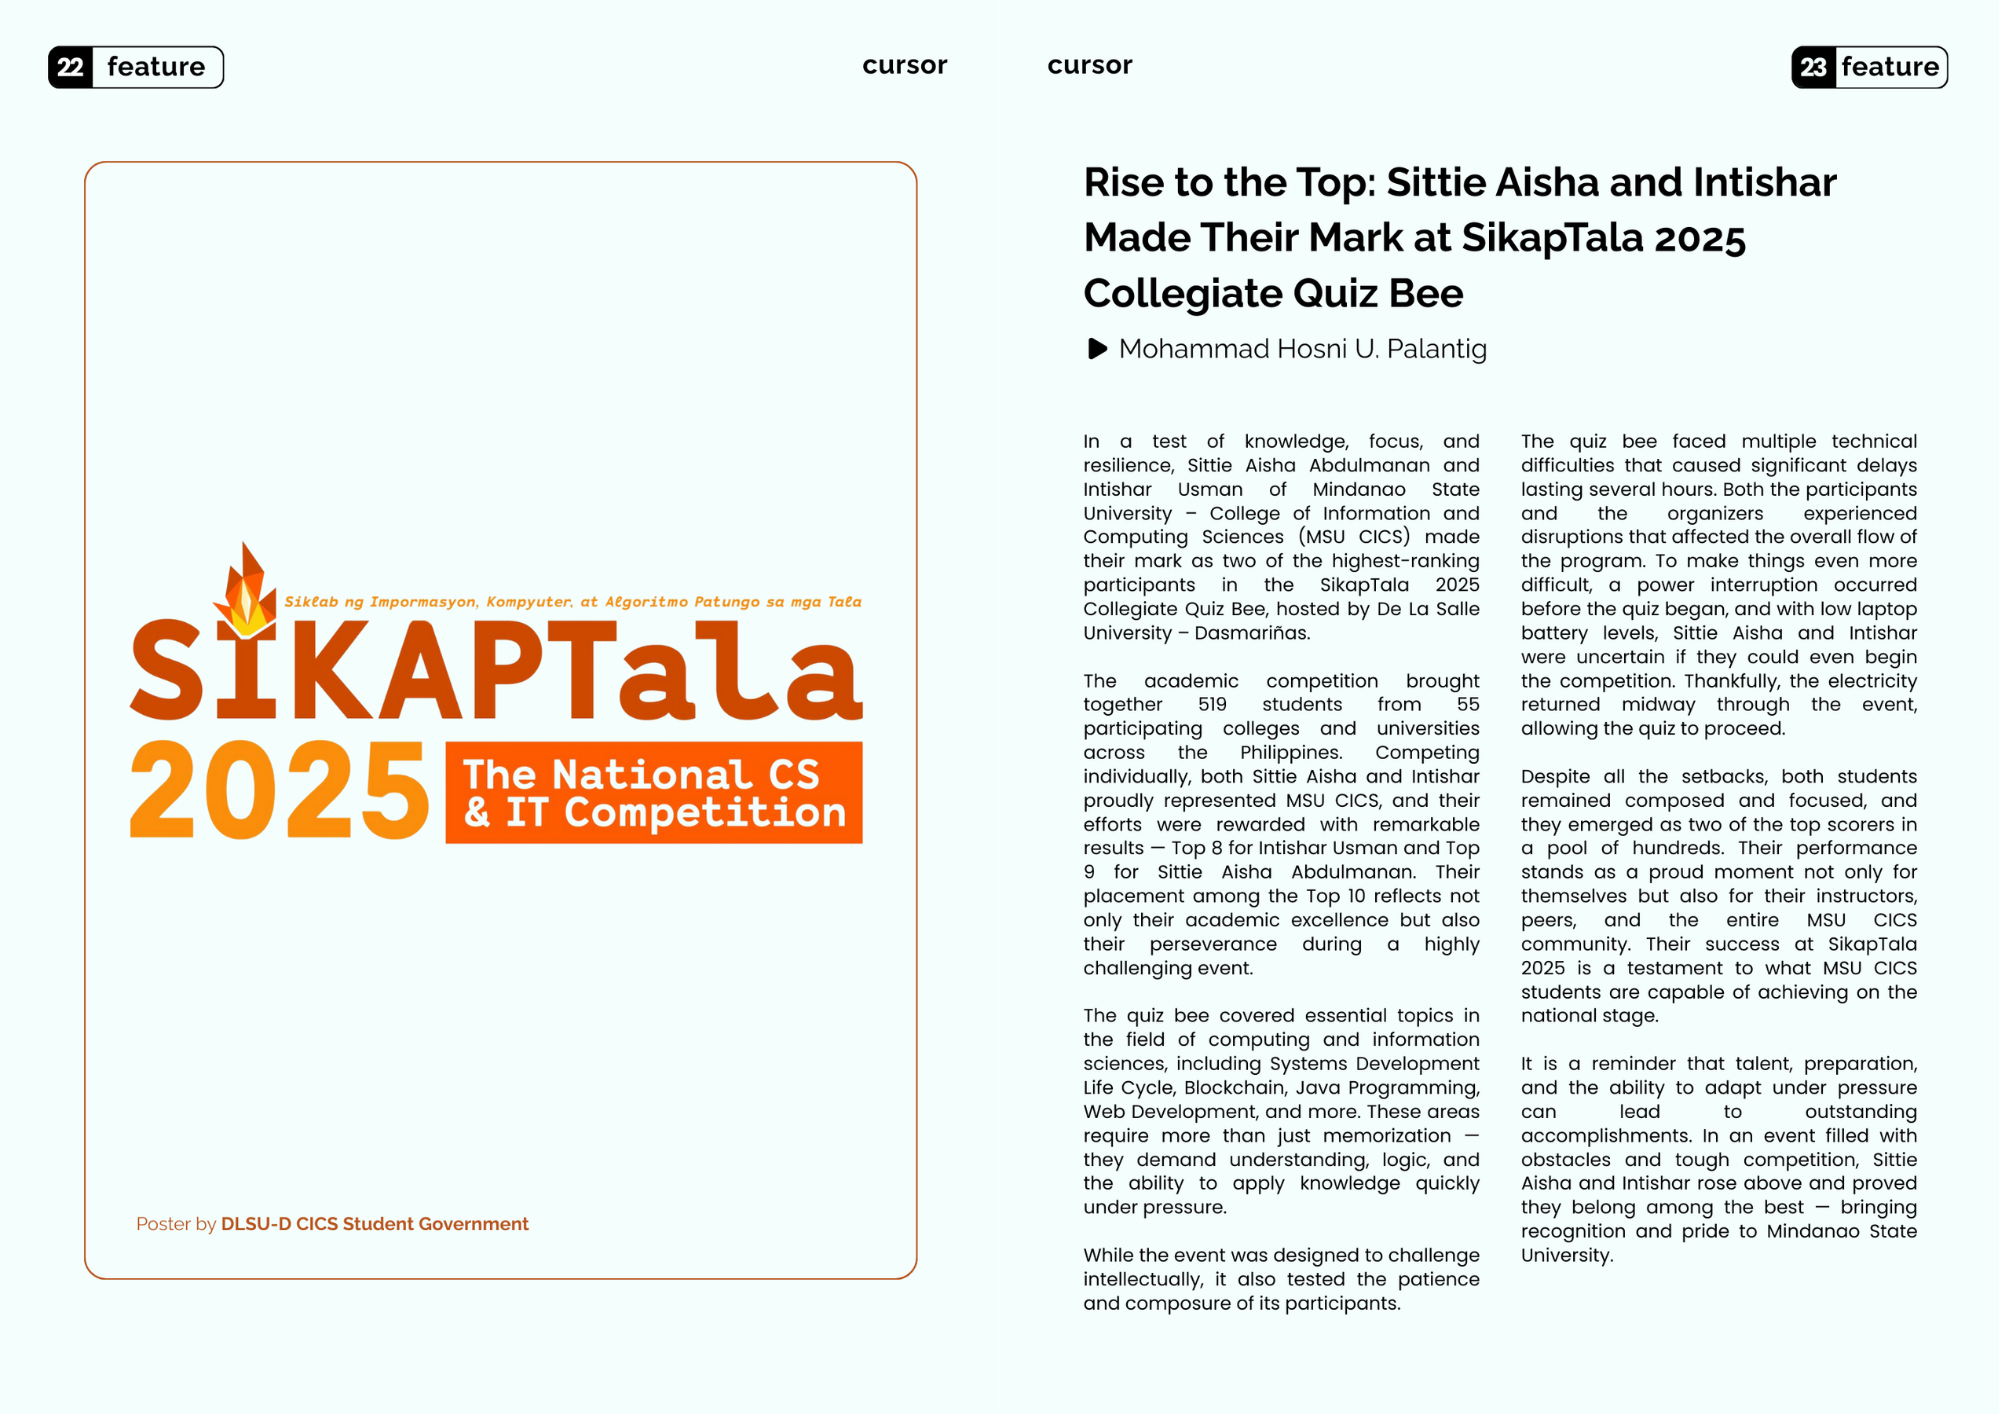 22 feature
cursor
Siklab ng Impormasyon, Kompyuter, at Algoritmo Patungo sa mga Tala
SiKAPTala
2025
The National CS
& IT Competition
Poster by DLSU-D CICS Student Government
cursor
23 feature
Rise to the Top: Sittie Aisha and Intishar
Made Their Mark at SikapTala 2025
Collegiate Quiz Bee
Mohammad Hosni U. Palantig
In a test of knowledge, focus, and
resilience, Sittie Aisha Abdulmanan and
Intishar Usman of Mindanao State
University – College of Information and
Computing Sciences (MSU CICS) made
their mark as two of the highest-ranking
participants in the SikapTala 2025
Collegiate Quiz Bee, hosted by De La Salle
University – Dasmariñas.
The academic competition brought
together 519 students from 55
participating colleges and universities
across the Philippines. Competing
individually, both Sittie Aisha and Intishar
proudly represented MSU CICS, and their
efforts were rewarded with remarkable
results — Top 8 for Intishar Usman and Top
9 for Sittie Aisha Abdulmanan. Their
placement among the Top 10 reflects not
only their academic excellence but also
their perseverance during a highly
challenging event.
The quiz bee covered essential topics in
the field of computing and information
sciences, including Systems Development
Life Cycle, Blockchain, Java Programming,
Web Development, and more. These areas
require more than just memorization —
they demand understanding, logic, and
the ability to apply knowledge quickly
under pressure.
While the event was designed to challenge
intellectually, it also tested the patience
and composure of its participants.
The quiz bee faced multiple technical
difficulties that caused significant delays
lasting several hours. Both the participants
and the organizers experienced
disruptions that affected the overall flow of
the program. To make things even more
difficult, a power interruption occurred
before the quiz began, and with low laptop
battery levels, Sittie Aisha and Intishar
were uncertain if they could even begin
the competition. Thankfully, the electricity
returned midway through the event,
allowing the quiz to proceed.
Despite all the setbacks, both students
remained composed and focused, and
they emerged as two of the top scorers in
a pool of hundreds. Their performance
stands as a proud moment not only for
themselves but also for their instructors,
peers, and the entire MSU CICS
community. Their success at SikapTala
2025 is a testament to what MSU CICS
students are capable of achieving on the
national stage.
It is a reminder that talent, preparation,
and the ability to adapt under pressure
can lead to outstanding
accomplishments. In an event filled with
obstacles and tough competition, Sittie
Aisha and Intishar rose above and proved
they belong among the best — bringing
recognition and pride to Mindanao State
University.